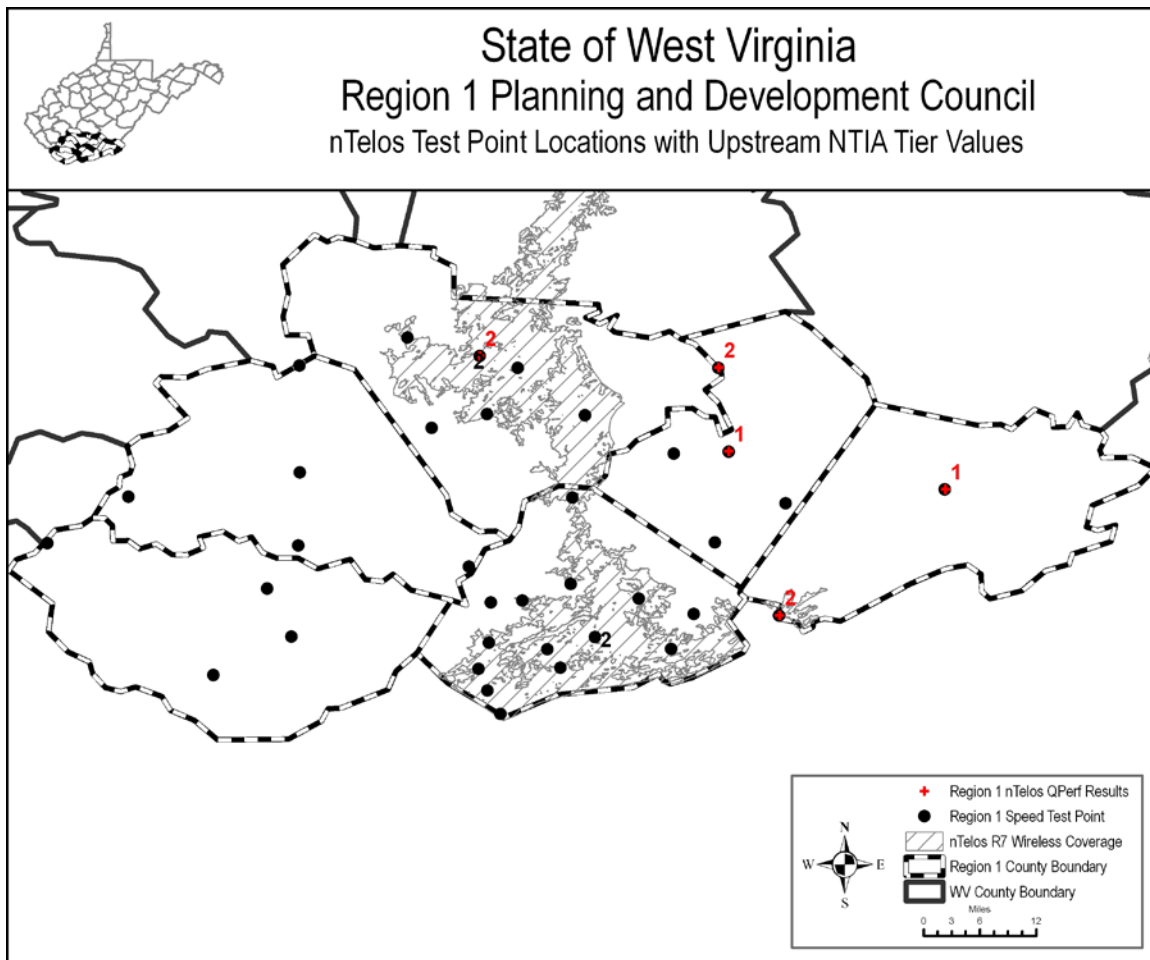 State of West Virginia
Region 1 Planning and Development Council
nTelos Test Point Locations with Upstream NTIA Tier Values
2
2
2
1
1
2
2
Region 1 nTelos QPerf Results
Region 1 Speed Test Point
nTelos R7 Wireless Coverage
Region 1 County Boundary
WV County Boundary
N
W E
S
Miles
0 3 6 12